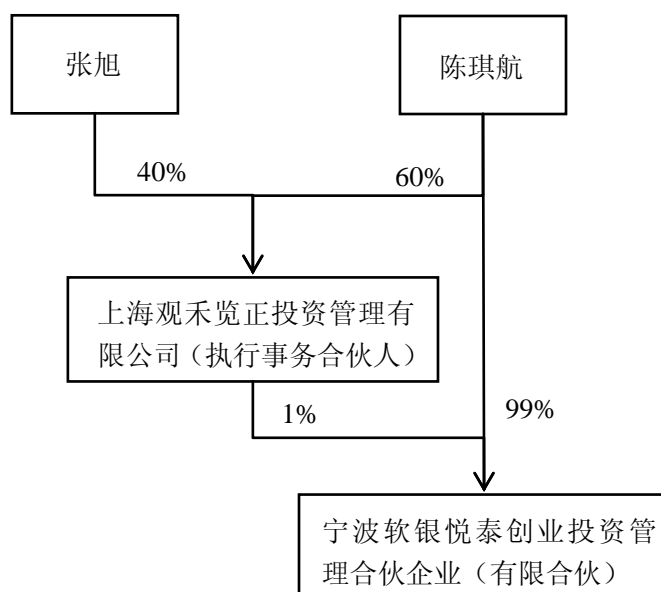 张旭
陈琪航
40%
60%
上海观禾览正投资管理有
限公司（执行事务合伙人）
1%
99%
宁波软银悦泰创业投资管
理合伙企业（有限合伙）